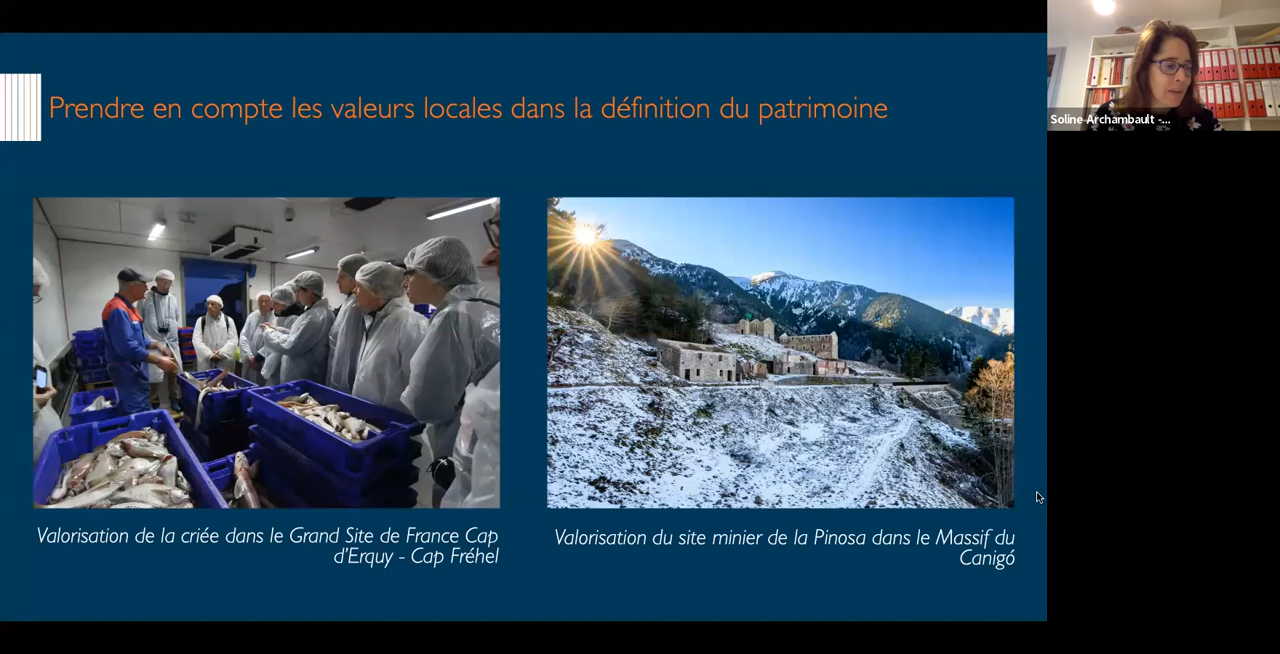 Prendre en compte les valeurs locales dans la définition du patrimoine
Soline Archambault -...
Valorisation de la criée dans le Grand Site de France Cap
d'Erquy - Cap Fréhel
Valorisation du site minier de la Pinosa dans le Massif du
Canigó